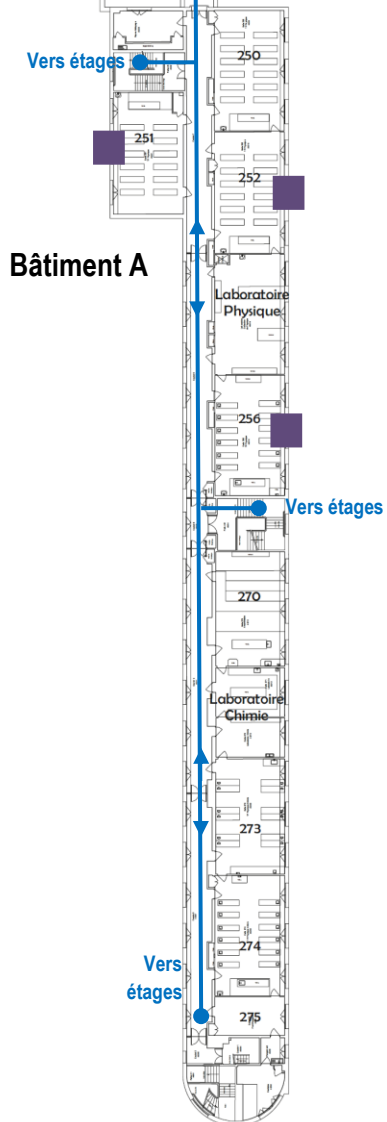 250
Vers étages
251
252
Bâtiment A
Laboratoire
Physique
256
Vers étages
270
Laboratoire
Chimie
273
274
Vers
étages
275